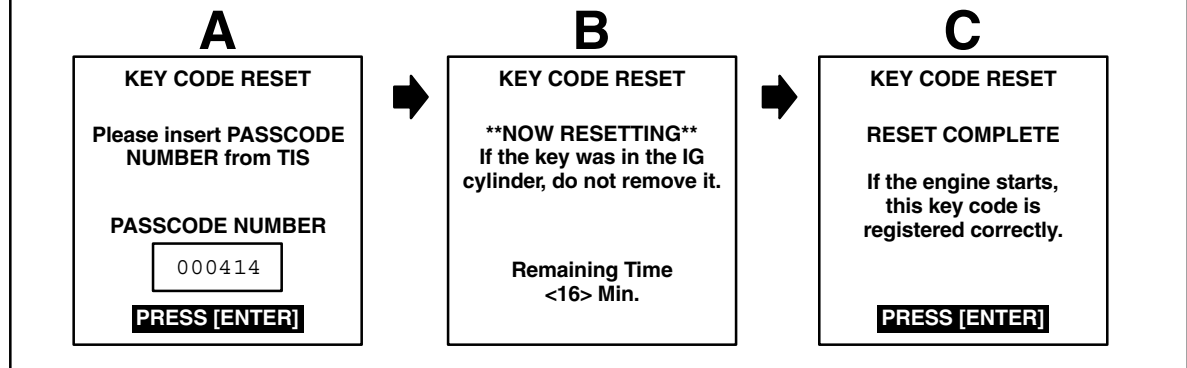 A
KEY CODE RESET
Please insert PASSCODE
NUMBER from TIS
PASSCODE NUMBER
000414
PRESS [ENTER]
B
KEY CODE RESET
**NOW RESETTING**
If the key was in the IG
cylinder, do not remove it.
Remaining Time
<16> Min.
C
KEY CODE RESET
RESET COMPLETE
If the engine starts,
this key code is
registered correctly.
PRESS [ENTER]